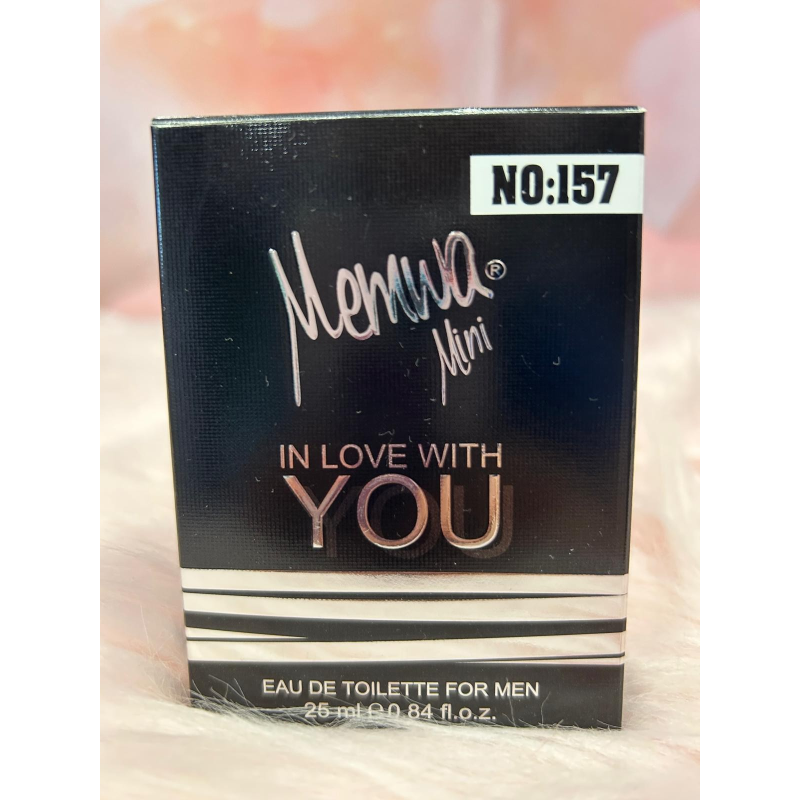 NO:157
Memwa®
Mini
IN LOVE WITH
YOU
EAU DE TOILETTE FOR MEN
25 ml ℮ 0 84 fl.o.z.